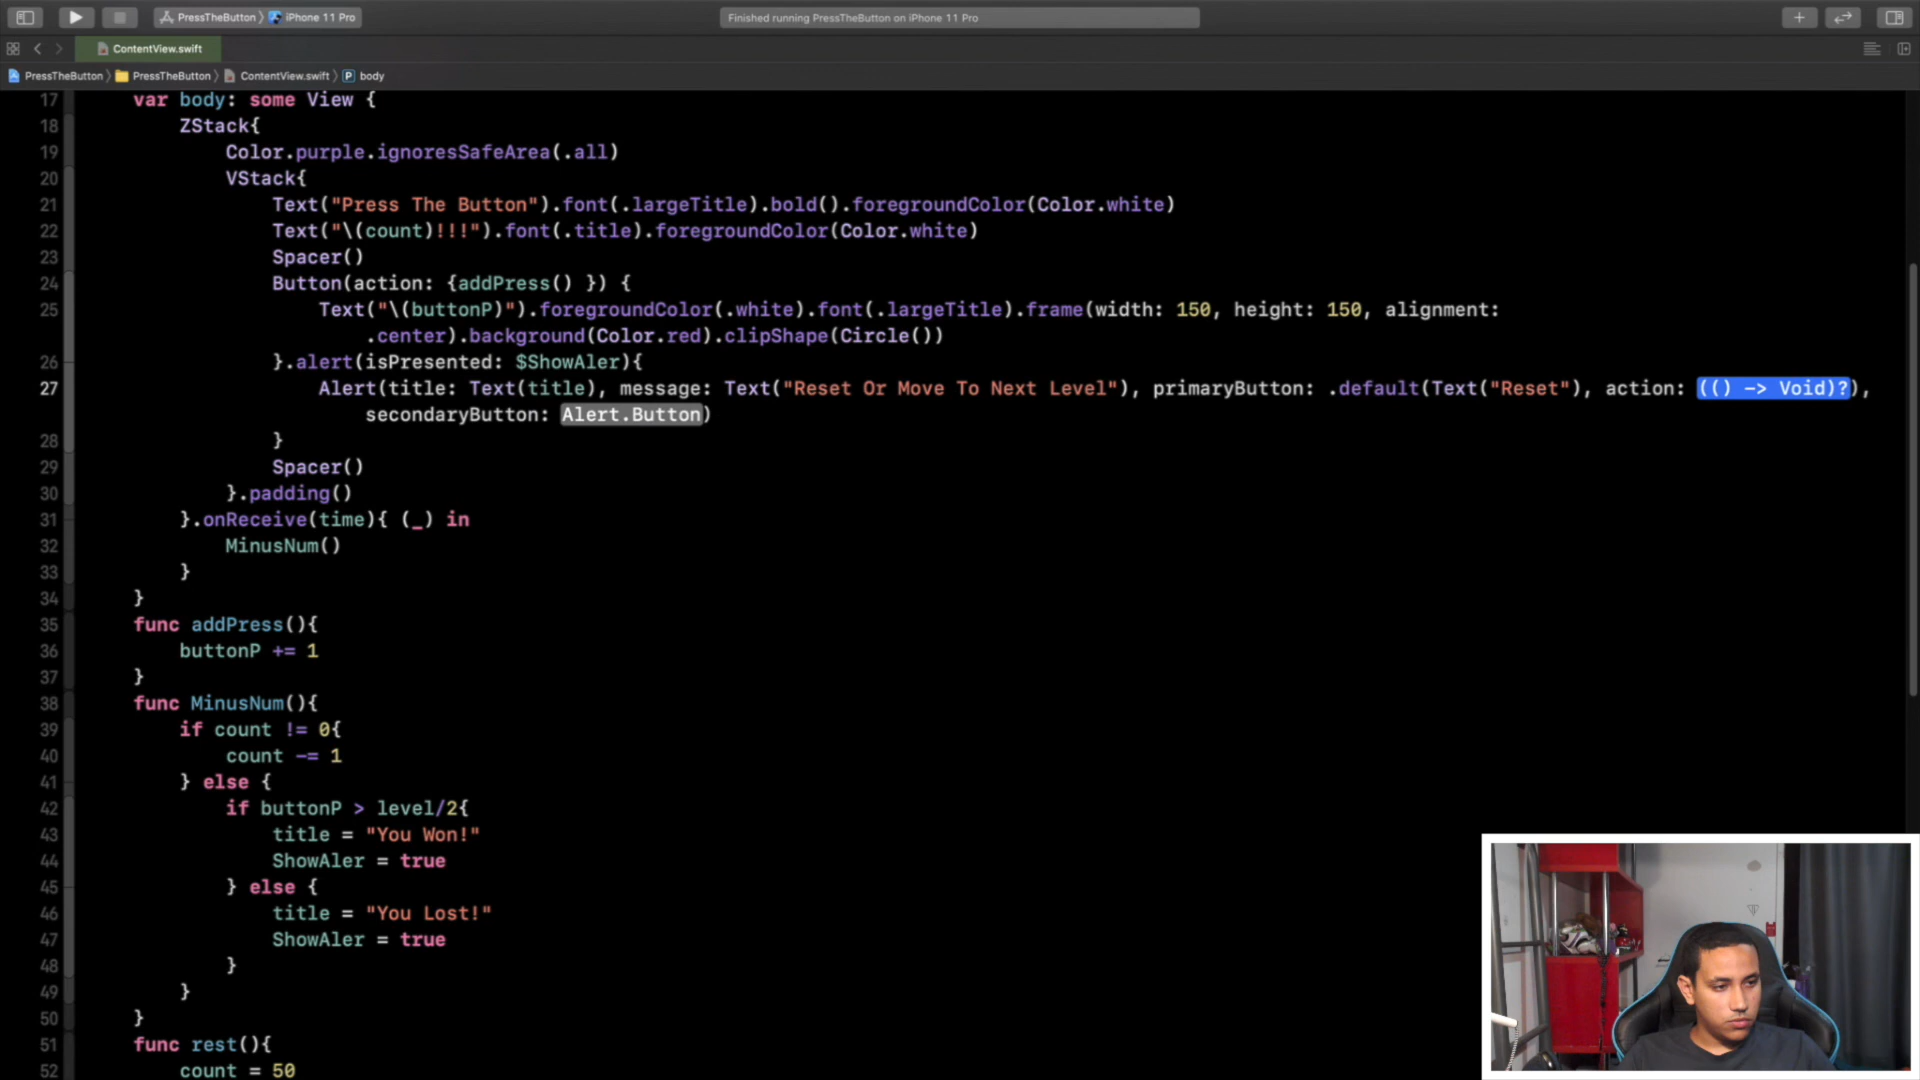 PressTheButton 〉 iPhone 11 Pro
Finished running PressTheButton on iPhone 11 Pro
ContentView.swift
PressTheButton 〉 PressTheButton 〉 ContentView.swift 〉 P body
17 var body: some View {
18 ZStack{
19 Color.purple.ignoresSafeArea(.all)
20 VStack{
21 Text("Press The Button").font(.largeTitle).bold().foregroundColor(Color.white)
22 Text("\(count)!!!").font(.title).foregroundColor(Color.white)
23 Spacer()
24 Button(action: {addPress() }) {
25 Text("\(buttonP)").foregroundColor(.white).font(.largeTitle).frame(width: 150, height: 150, alignment:
.center).background(Color.red).clipShape(Circle())
26 }.alert(isPresented: $ShowAler){
27 Alert(title: Text(title), message: Text("Reset Or Move To Next Level"), primaryButton: .default(Text("Reset"), action: (() -> Void)?),
secondaryButton: Alert.Button)
28 }
29 Spacer()
30 }.padding()
31 }.onReceive(time){ (_) in
32 MinusNum()
33 }
34 }
35 func addPress(){
36 buttonP += 1
37 }
38 func MinusNum(){
39 if count != 0{
40 count -= 1
41 } else {
42 if buttonP > level/2{
43 title = "You Won!"
44 ShowAler = true
45 } else {
46 title = "You Lost!"
47 ShowAler = true
48 }
49 }
50 }
51 func rest(){
52 count = 50